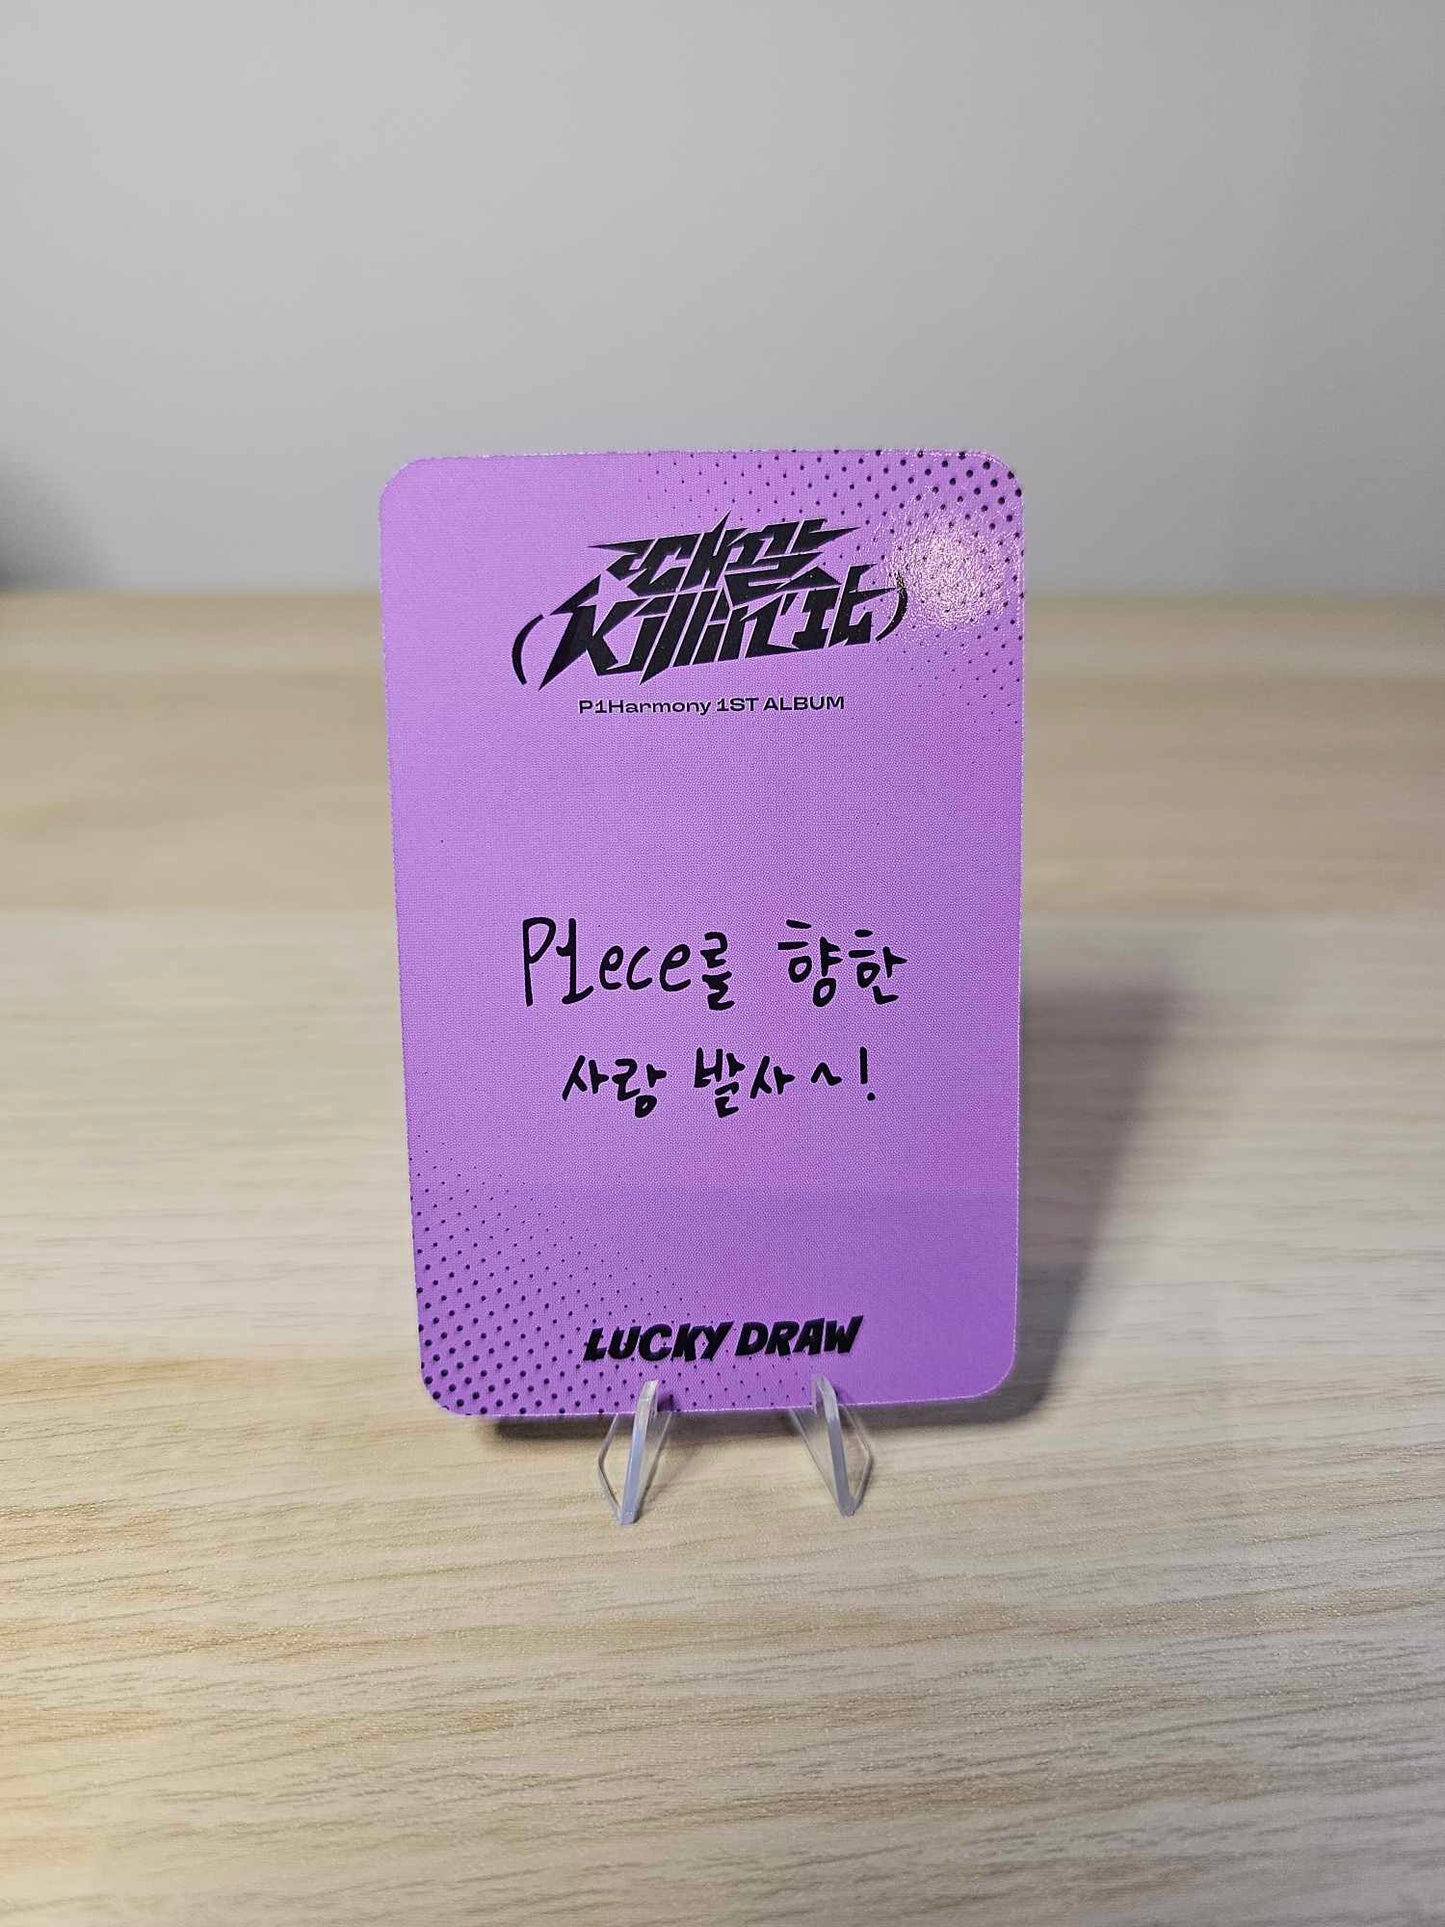 때깔
(Killin' It)
P1Harmony 1ST ALBUM
P1ece를 향한
사랑 발사~!
LUCKY DRAW